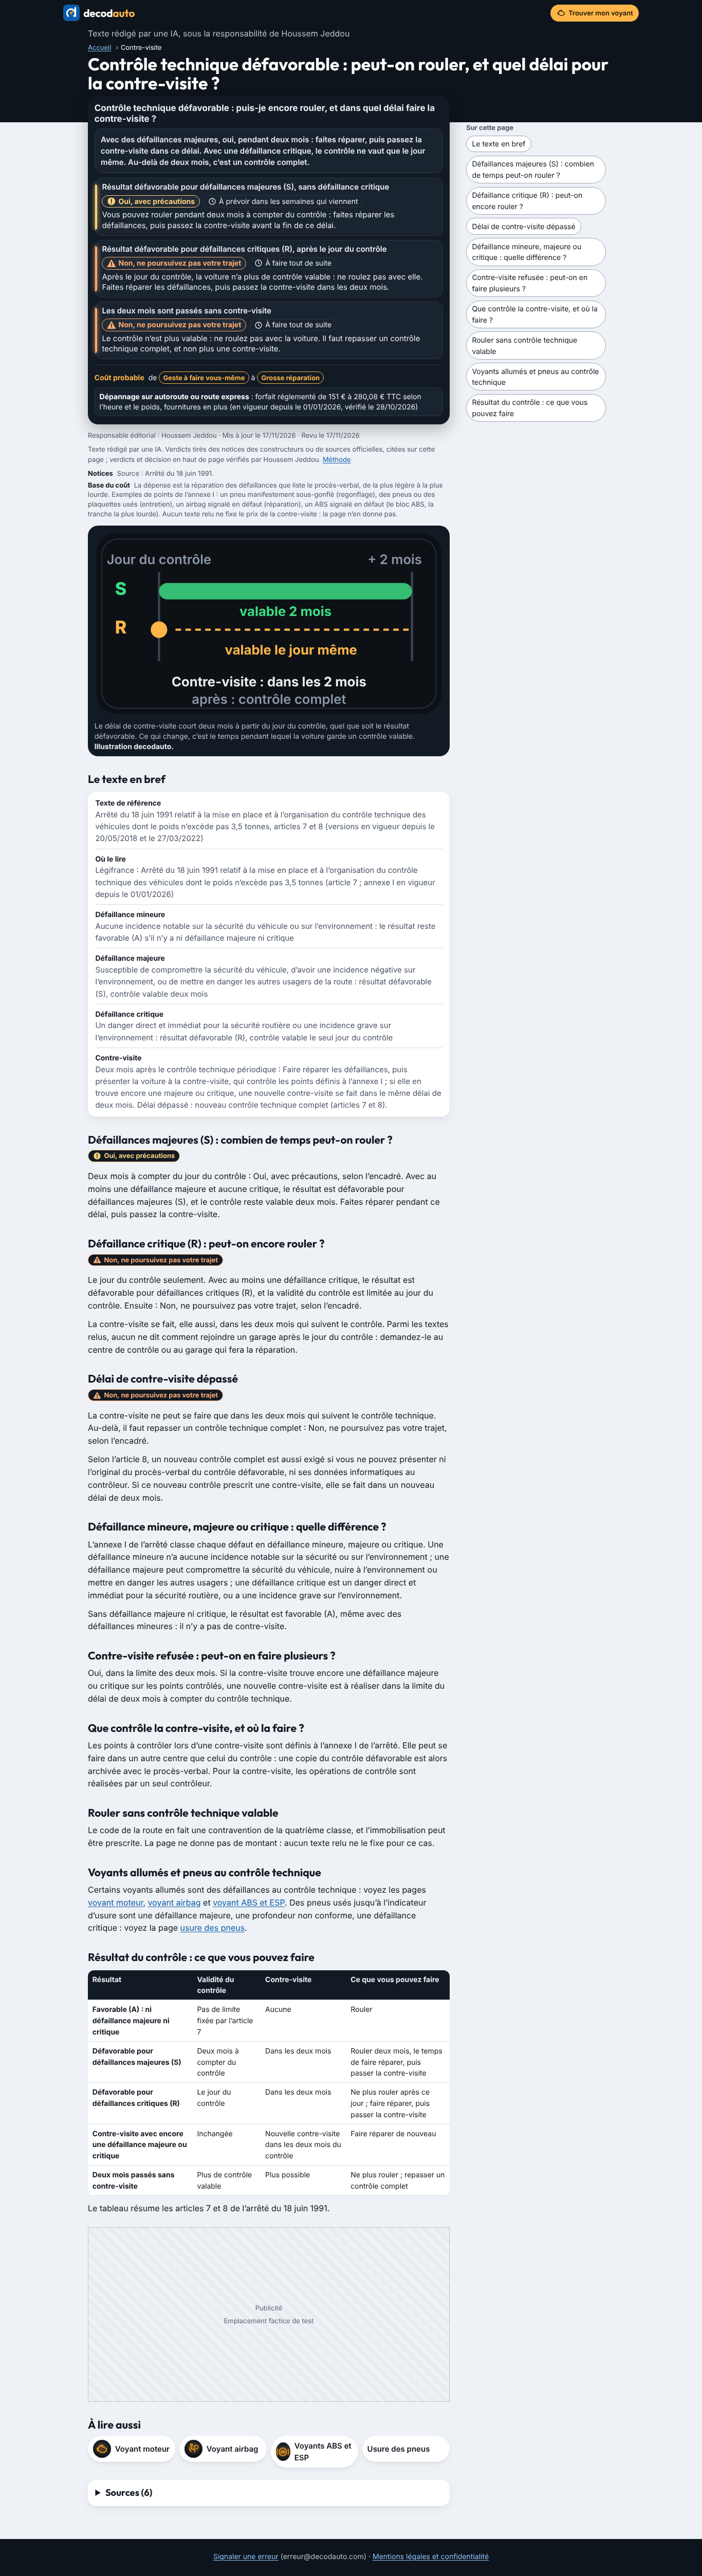 decodauto
Trouver mon voyant
Texte rédigé par une IA, sous la responsabilité de Houssem Jeddou
Accueil › Contre-visite
Contrôle technique défavorable : peut-on rouler, et quel délai pour
la contre-visite ?
Contrôle technique défavorable : puis-je encore rouler, et dans quel délai faire la
contre-visite ?
Avec des défaillances majeures, oui, pendant deux mois : faites réparer, puis passez la
contre-visite dans ce délai. Avec une défaillance critique, le contrôle ne vaut que le jour
même. Au-delà de deux mois, c’est un contrôle complet.
Résultat défavorable pour défaillances majeures (S), sans défaillance critique
Oui, avec précautions
À prévoir dans les semaines qui viennent
Vous pouvez rouler pendant deux mois à compter du contrôle : faites réparer les
défaillances, puis passez la contre-visite avant la fin de ce délai.
Résultat défavorable pour défaillances critiques (R), après le jour du contrôle
Non, ne poursuivez pas votre trajet
À faire tout de suite
Après le jour du contrôle, la voiture n’a plus de contrôle valable : ne roulez pas avec elle.
Faites réparer les défaillances, puis passez la contre-visite dans les deux mois.
Les deux mois sont passés sans contre-visite
Non, ne poursuivez pas votre trajet
À faire tout de suite
Le contrôle n’est plus valable : ne roulez pas avec la voiture. Il faut repasser un contrôle
technique complet, et non plus une contre-visite.
Coût probable de Geste à faire vous-même à Grosse réparation
Dépannage sur autoroute ou route express : forfait réglementé de 151 € à 280,08 € TTC selon
l’heure et le poids, fournitures en plus (en vigueur depuis le 01/01/2026, vérifié le 28/10/2026)
Responsable éditorial : Houssem Jeddou · Mis à jour le 17/11/2026 · Revu le 17/11/2026
Texte rédigé par une IA. Verdicts tirés des notices des constructeurs ou de sources officielles, citées sur cette
page ; verdicts et décision en haut de page vérifiés par Houssem Jeddou. Méthode
Notices Source : Arrêté du 18 juin 1991.
Base du coût La dépense est la réparation des défaillances que liste le procès-verbal, de la plus légère à la plus
lourde. Exemples de points de l’annexe I : un pneu manifestement sous-gonflé (regonflage), des pneus ou des
plaquettes usés (entretien), un airbag signalé en défaut (réparation), un ABS signalé en défaut (le bloc ABS, la
tranche la plus lourde). Aucun texte relu ne fixe le prix de la contre-visite : la page n’en donne pas.
Jour du contrôle
+ 2 mois
S
valable 2 mois
R
valable le jour même
Contre-visite : dans les 2 mois
après : contrôle complet
Le délai de contre-visite court deux mois à partir du jour du contrôle, quel que soit le résultat
défavorable. Ce qui change, c’est le temps pendant lequel la voiture garde un contrôle valable.
Illustration decodauto.
Le texte en bref
Texte de référence
Arrêté du 18 juin 1991 relatif à la mise en place et à l’organisation du contrôle technique des
véhicules dont le poids n’excède pas 3,5 tonnes, articles 7 et 8 (versions en vigueur depuis le
20/05/2018 et le 27/03/2022)
Où le lire
Légifrance : Arrêté du 18 juin 1991 relatif à la mise en place et à l’organisation du contrôle
technique des véhicules dont le poids n’excède pas 3,5 tonnes (article 7 ; annexe I en vigueur
depuis le 01/01/2026)
Défaillance mineure
Aucune incidence notable sur la sécurité du véhicule ou sur l’environnement : le résultat reste
favorable (A) s’il n’y a ni défaillance majeure ni critique
Défaillance majeure
Susceptible de compromettre la sécurité du véhicule, d’avoir une incidence négative sur
l’environnement, ou de mettre en danger les autres usagers de la route : résultat défavorable
(S), contrôle valable deux mois
Défaillance critique
Un danger direct et immédiat pour la sécurité routière ou une incidence grave sur
l’environnement : résultat défavorable (R), contrôle valable le seul jour du contrôle
Contre-visite
Deux mois après le contrôle technique périodique : Faire réparer les défaillances, puis
présenter la voiture à la contre-visite, qui contrôle les points définis à l’annexe I ; si elle en
trouve encore une majeure ou critique, une nouvelle contre-visite se fait dans le même délai de
deux mois. Délai dépassé : nouveau contrôle technique complet (articles 7 et 8).
Défaillances majeures (S) : combien de temps peut-on rouler ?
Oui, avec précautions
Deux mois à compter du jour du contrôle : Oui, avec précautions, selon l’encadré. Avec au
moins une défaillance majeure et aucune critique, le résultat est défavorable pour
défaillances majeures (S), et le contrôle reste valable deux mois. Faites réparer pendant ce
délai, puis passez la contre-visite.
Défaillance critique (R) : peut-on encore rouler ?
Non, ne poursuivez pas votre trajet
Le jour du contrôle seulement. Avec au moins une défaillance critique, le résultat est
défavorable pour défaillances critiques (R), et la validité du contrôle est limitée au jour du
contrôle. Ensuite : Non, ne poursuivez pas votre trajet, selon l’encadré.
La contre-visite se fait, elle aussi, dans les deux mois qui suivent le contrôle. Parmi les textes
relus, aucun ne dit comment rejoindre un garage après le jour du contrôle : demandez-le au
centre de contrôle ou au garage qui fera la réparation.
Délai de contre-visite dépassé
Non, ne poursuivez pas votre trajet
La contre-visite ne peut se faire que dans les deux mois qui suivent le contrôle technique.
Au-delà, il faut repasser un contrôle technique complet : Non, ne poursuivez pas votre trajet,
selon l’encadré.
Selon l’article 8, un nouveau contrôle complet est aussi exigé si vous ne pouvez présenter ni
l’original du procès-verbal du contrôle défavorable, ni ses données informatiques au
contrôleur. Si ce nouveau contrôle prescrit une contre-visite, elle se fait dans un nouveau
délai de deux mois.
Défaillance mineure, majeure ou critique : quelle différence ?
L’annexe I de l’arrêté classe chaque défaut en défaillance mineure, majeure ou critique. Une
défaillance mineure n’a aucune incidence notable sur la sécurité ou sur l’environnement ; une
défaillance majeure peut compromettre la sécurité du véhicule, nuire à l’environnement ou
mettre en danger les autres usagers ; une défaillance critique est un danger direct et
immédiat pour la sécurité routière, ou a une incidence grave sur l’environnement.
Sans défaillance majeure ni critique, le résultat est favorable (A), même avec des
défaillances mineures : il n’y a pas de contre-visite.
Contre-visite refusée : peut-on en faire plusieurs ?
Oui, dans la limite des deux mois. Si la contre-visite trouve encore une défaillance majeure
ou critique sur les points contrôlés, une nouvelle contre-visite est à réaliser dans la limite du
délai de deux mois à compter du contrôle technique.
Que contrôle la contre-visite, et où la faire ?
Les points à contrôler lors d’une contre-visite sont définis à l’annexe I de l’arrêté. Elle peut se
faire dans un autre centre que celui du contrôle : une copie du contrôle défavorable est alors
archivée avec le procès-verbal. Pour la contre-visite, les opérations de contrôle sont
réalisées par un seul contrôleur.
Rouler sans contrôle technique valable
Le code de la route en fait une contravention de la quatrième classe, et l’immobilisation peut
être prescrite. La page ne donne pas de montant : aucun texte relu ne le fixe pour ce cas.
Voyants allumés et pneus au contrôle technique
Certains voyants allumés sont des défaillances au contrôle technique : voyez les pages
voyant moteur, voyant airbag et voyant ABS et ESP. Des pneus usés jusqu’à l’indicateur
d’usure sont une défaillance majeure, une profondeur non conforme, une défaillance
critique : voyez la page usure des pneus.
Résultat du contrôle : ce que vous pouvez faire
Résultat
Validité du
contrôle
Contre-visite
Ce que vous pouvez faire
Favorable (A) : ni
défaillance majeure ni
critique
Pas de limite
fixée par l’article
7
Aucune
Rouler
Défavorable pour
défaillances majeures (S)
Deux mois à
compter du
contrôle
Dans les deux mois
Rouler deux mois, le temps
de faire réparer, puis
passer la contre-visite
Défavorable pour
défaillances critiques (R)
Le jour du
contrôle
Dans les deux mois
Ne plus rouler après ce
jour ; faire réparer, puis
passer la contre-visite
Contre-visite avec encore
une défaillance majeure ou
critique
Inchangée
Nouvelle contre-visite
dans les deux mois du
contrôle
Faire réparer de nouveau
Deux mois passés sans
contre-visite
Plus de contrôle
valable
Plus possible
Ne plus rouler ; repasser un
contrôle complet
Le tableau résume les articles 7 et 8 de l’arrêté du 18 juin 1991.
Publicité
Emplacement factice de test
À lire aussi
Voyant moteur
Voyant airbag
Voyants ABS et
ESP
Usure des pneus
Sources (6)
Sur cette page
Le texte en bref
Défaillances majeures (S) : combien
de temps peut-on rouler ?
Défaillance critique (R) : peut-on
encore rouler ?
Délai de contre-visite dépassé
Défaillance mineure, majeure ou
critique : quelle différence ?
Contre-visite refusée : peut-on en
faire plusieurs ?
Que contrôle la contre-visite, et où la
faire ?
Rouler sans contrôle technique
valable
Voyants allumés et pneus au contrôle
technique
Résultat du contrôle : ce que vous
pouvez faire
Signaler une erreur (erreur@decodauto.com) · Mentions légales et confidentialité